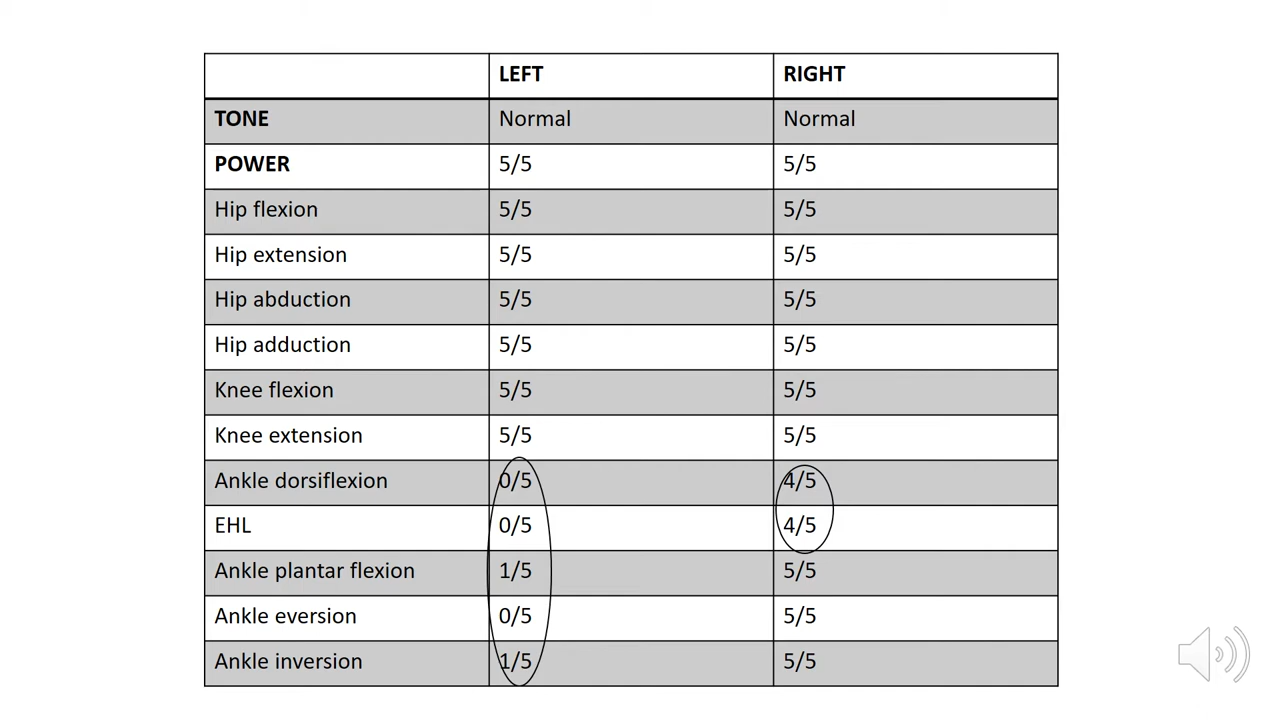 LEFT RIGHT
TONE Normal Normal
POWER 5/5 5/5
Hip flexion 5/5 5/5
Hip extension 5/5 5/5
Hip abduction 5/5 5/5
Hip adduction 5/5 5/5
Knee flexion 5/5 5/5
Knee extension 5/5 5/5
Ankle dorsiflexion 0/5 4/5
EHL 0/5 4/5
Ankle plantar flexion 1/5 5/5
Ankle eversion 0/5 5/5
Ankle inversion 1/5 5/5